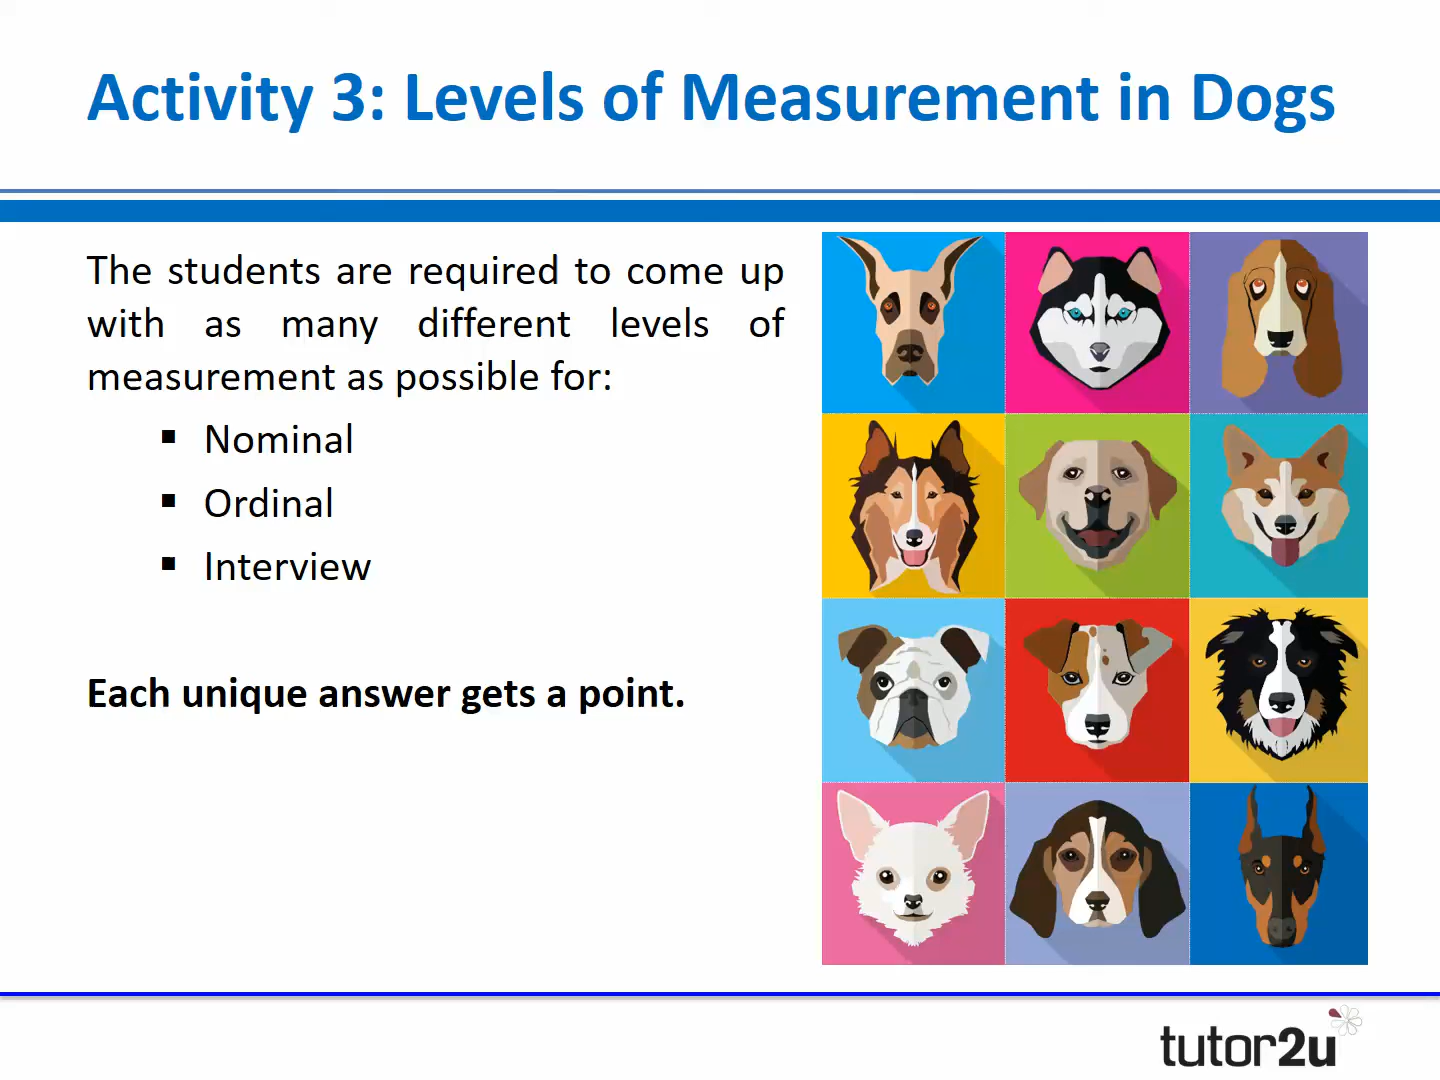 Activity 3: Levels of Measurement in Dogs
The students are required to come up
with as many different levels of
measurement as possible for:
▪ Nominal
▪ Ordinal
▪ Interview
Each unique answer gets a point.
tutor2u